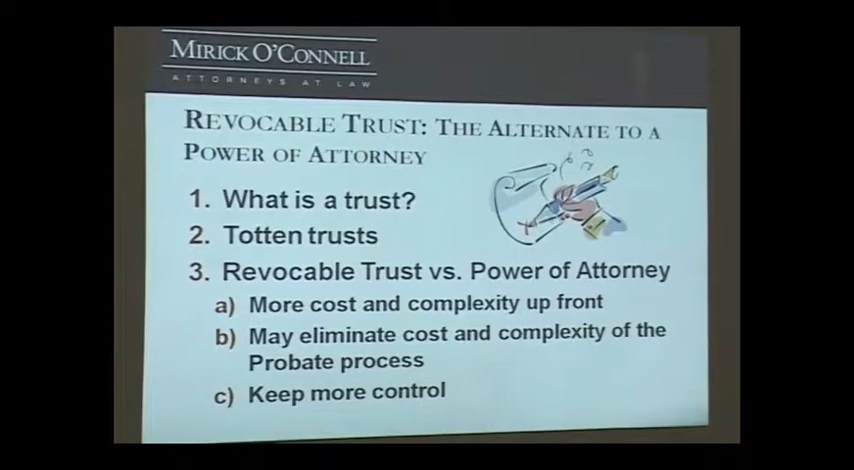 MIRICK O'CONNELL
ATTORNEYS AT LAW
REVOCABLE TRUST: THE ALTERNATE TO A
POWER OF ATTORNEY
1. What is a trust?
2. Totten trusts
3. Revocable Trust vs. Power of Attorney
a) More cost and complexity up front
b) May eliminate cost and complexity of the
Probate process
c) Keep more control